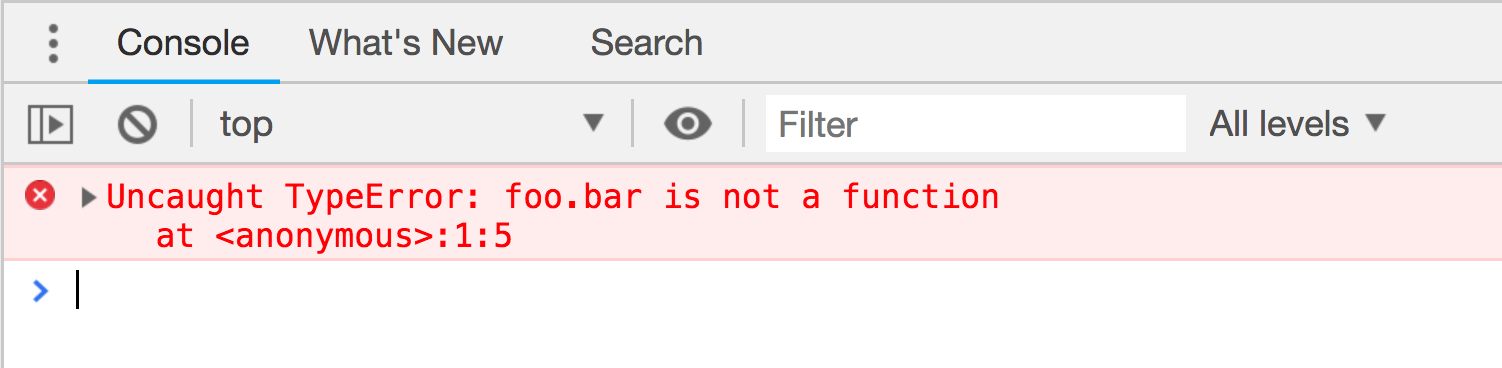 Console What's New Search
top Filter All levels
Uncaught TypeError: foo.bar is not a function
at <anonymous>:1:5